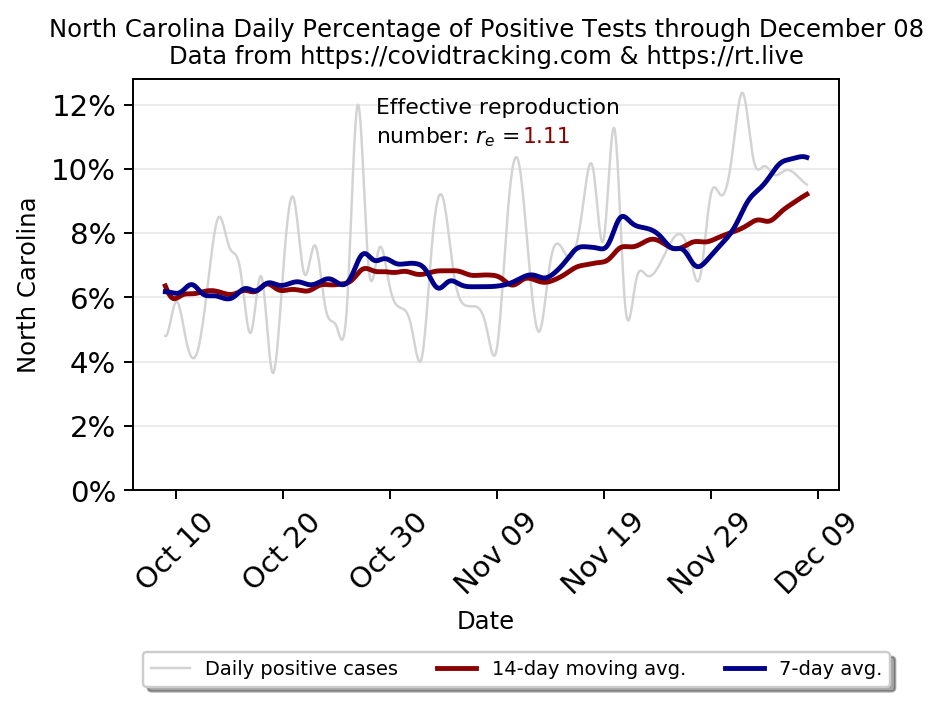 North Carolina Daily Percentage of Positive Tests through December 08
Data from https://covidtracking.com & https://rt.live
12%
10%
8%
6%
4%
2%
0%
North Carolina
Effective reproduction
number: rₑ =1.11
Oct 10
Oct 20
Oct 30
Nov 09
Nov 19
Nov 29
Dec 09
Date
Daily positive cases
14-day moving avg.
7-day avg.